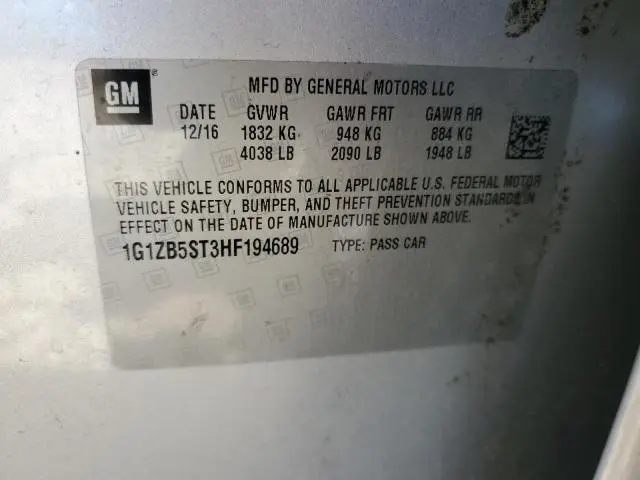 GM ®
MFD BY GENERAL MOTORS LLC
DATE GVWR GAWR FRT GAWR RR
12/16 1832 KG 948 KG 884 KG
4038 LB 2090 LB 1948 LB
THIS VEHICLE CONFORMS TO ALL APPLICABLE U.S. FEDERAL MOTOR
VEHICLE SAFETY, BUMPER, AND THEFT PREVENTION STANDARDS IN
EFFECT ON THE DATE OF MANUFACTURE SHOWN ABOVE.
1G1ZB5ST3HF194689 TYPE: PASS CAR